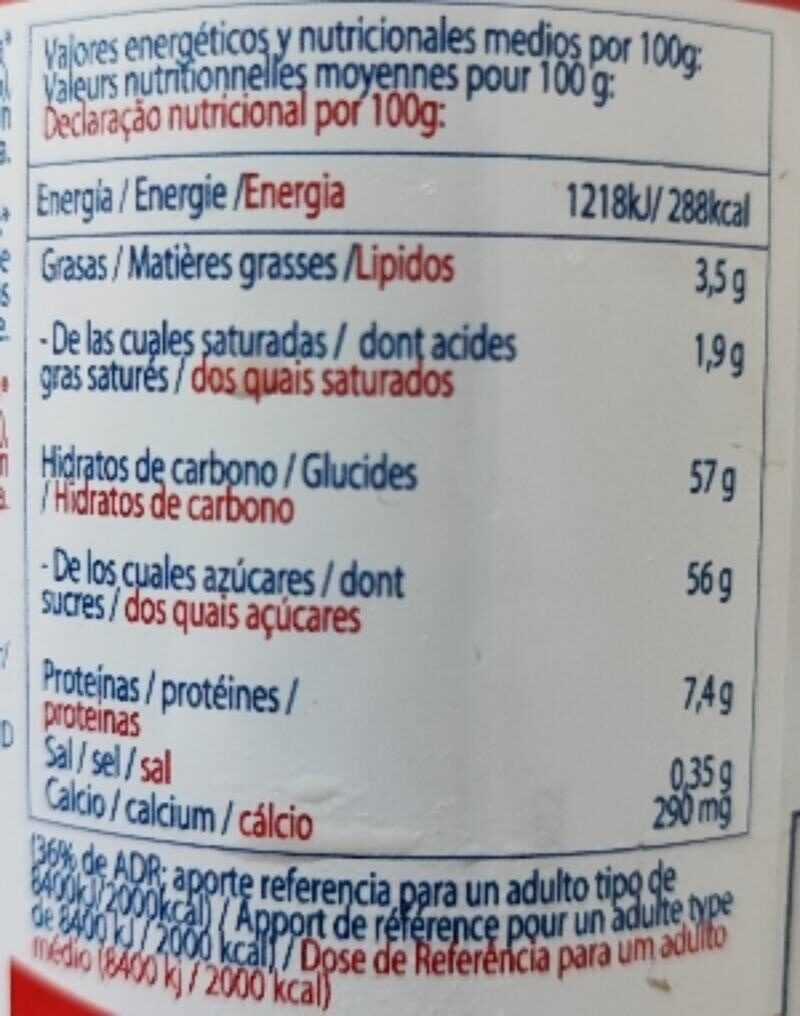 Valores energéticos y nutricionales medios por 100g:
Valeurs nutritionnelles moyennes pour 100 g:
Declaração nutricional por 100g:
Energía / Energie /Energia 1218kJ/ 288kcal
Grasas / Matières grasses /Lipidos 3,5 g
- De las cuales saturadas / dont acides 1,9 g
gras saturés / dos quais saturados
Hidratos de carbono / Glucides 57 g
/ Hidratos de carbono
- De los cuales azúcares / dont 56 g
sucres / dos quais açúcares
Proteínas / protéines / 7,4 g
proteinas
Sal / sel / sal 0,35 g
Calcio / calcium / cálcio 290 mg
(36% de ADR: aporte referencia para un adulto tipo de
8400kJ/2000kcal) / Apport de référence pour un adulte type
de 8400 kJ / 2000 kcal) / Dose de Referência para um adulto
médio (8400 kj / 2000 kcal)